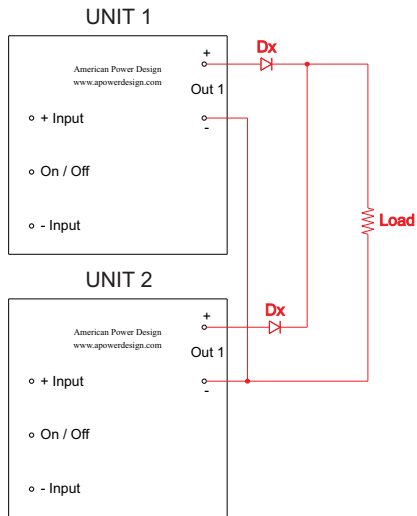 UNIT 1
+
Dx
American Power Design
www.apowerdesign.com
Out 1
+ Input
-
On / Off
- Input
Load
UNIT 2
+
Dx
American Power Design
www.apowerdesign.com
Out 1
+ Input
-
On / Off
- Input